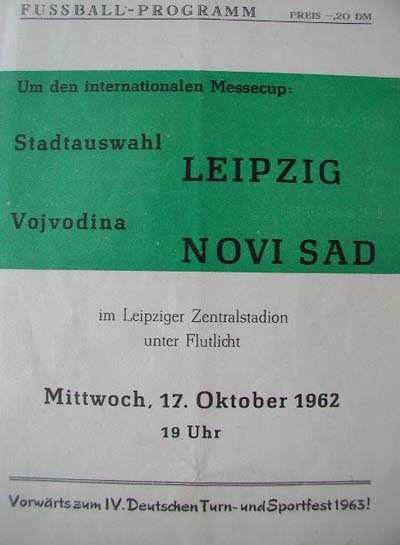 FUSSBALL-PROGRAMM PREIS —.20 DM
Um den internationalen Messecup:
Stadtauswahl
LEIPZIG
Vojvodina
NOVI SAD
im Leipziger Zentralstadion
unter Flutlicht
Mittwoch, 17. Oktober 1962
19 Uhr
Vorwärts zum IV. Deutschen Turn- und Sportfest 1963!